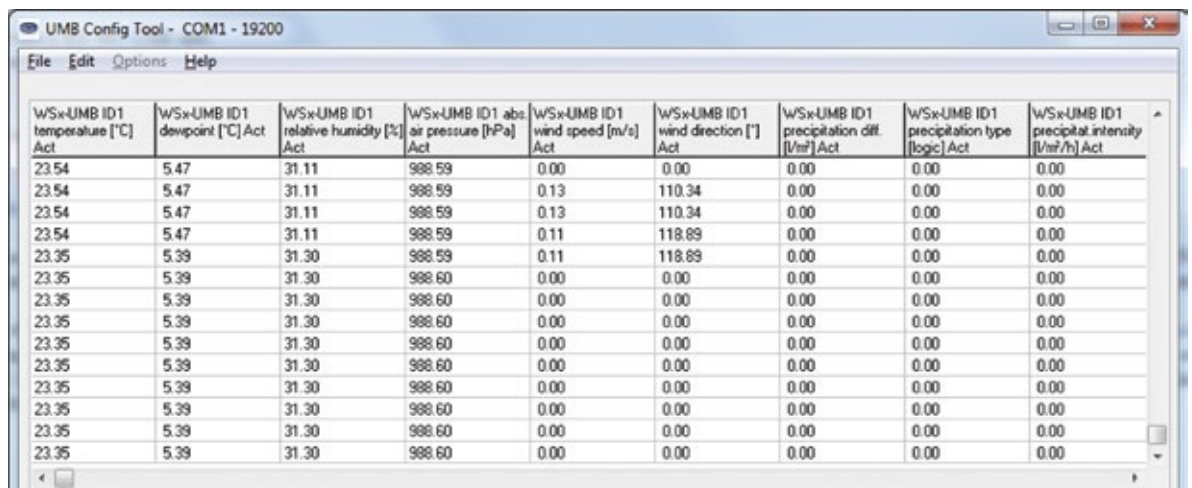 UMB Config Tool - COM1 - 19200
File Edit Options Help
WSx-UMB ID1 temperature [°C] Act WSx-UMB ID1 dewpoint [°C] Act WSx-UMB ID1 relative humidity [%] Act WSx-UMB ID1 abs. air pressure [hPa] Act WSx-UMB ID1 wind speed [m/s] Act WSx-UMB ID1 wind direction [°] Act WSx-UMB ID1 precipitation diff. [l/m²] Act WSx-UMB ID1 precipitation type [logic] Act WSx-UMB ID1 precipitat.intensity [l/m²/h] Act
23.54 5.47 31.11 988.59 0.00 0.00 0.00 0.00 0.00
23.54 5.47 31.11 988.59 0.13 110.34 0.00 0.00 0.00
23.54 5.47 31.11 988.59 0.13 110.34 0.00 0.00 0.00
23.54 5.47 31.11 988.59 0.11 118.89 0.00 0.00 0.00
23.35 5.39 31.30 988.59 0.11 118.89 0.00 0.00 0.00
23.35 5.39 31.30 988.60 0.00 0.00 0.00 0.00 0.00
23.35 5.39 31.30 988.60 0.00 0.00 0.00 0.00 0.00
23.35 5.39 31.30 988.60 0.00 0.00 0.00 0.00 0.00
23.35 5.39 31.30 988.60 0.00 0.00 0.00 0.00 0.00
23.35 5.39 31.30 988.60 0.00 0.00 0.00 0.00 0.00
23.35 5.39 31.30 988.60 0.00 0.00 0.00 0.00 0.00
23.35 5.39 31.30 988.60 0.00 0.00 0.00 0.00 0.00
23.35 5.39 31.30 988.60 0.00 0.00 0.00 0.00 0.00
23.35 5.39 31.30 988.60 0.00 0.00 0.00 0.00 0.00